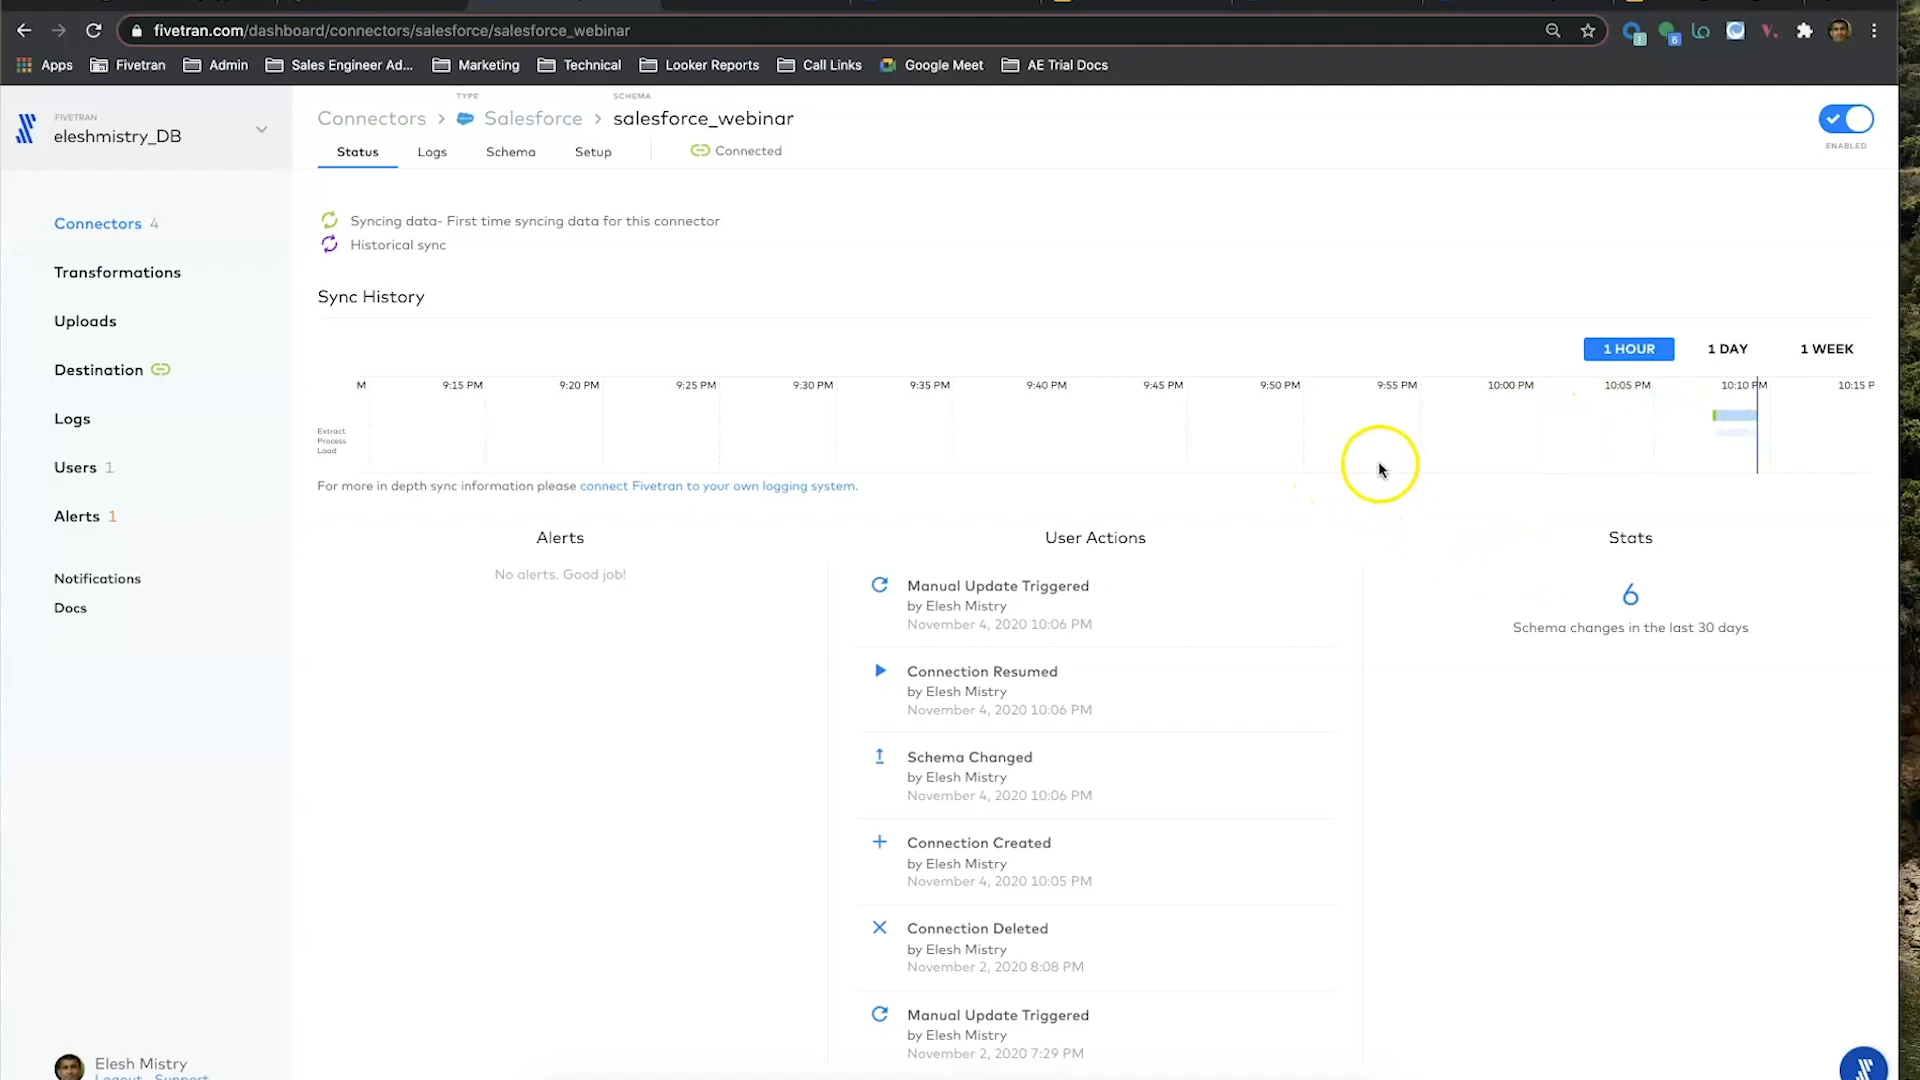 fivetran.com/dashboard/connectors/salesforce/salesforce_webinar
Apps Fivetran Admin Sales Engineer Ad... Marketing Technical Looker Reports Call Links Google Meet AE Trial Docs
FIVETRAN
eleshmistry_DB
TYPE SCHEMA
Connectors > Salesforce > salesforce_webinar
ENABLED
Status Logs Schema Setup Connected
Connectors 4
Transformations
Uploads
Destination
Logs
Users 1
Alerts 1
Notifications
Docs
Elesh Mistry
Logout · Support
Syncing data- First time syncing data for this connector
Historical sync
Sync History
1 HOUR 1 DAY 1 WEEK
M 9:15 PM 9:20 PM 9:25 PM 9:30 PM 9:35 PM 9:40 PM 9:45 PM 9:50 PM 9:55 PM 10:00 PM 10:05 PM 10:10 PM 10:15 P
Extract
Process
Load
For more in depth sync information please connect Fivetran to your own logging system.
Alerts
No alerts. Good job!
User Actions
Manual Update Triggered
by Elesh Mistry
November 4, 2020 10:06 PM
Connection Resumed
by Elesh Mistry
November 4, 2020 10:06 PM
Schema Changed
by Elesh Mistry
November 4, 2020 10:06 PM
Connection Created
by Elesh Mistry
November 4, 2020 10:05 PM
Connection Deleted
by Elesh Mistry
November 2, 2020 8:08 PM
Manual Update Triggered
by Elesh Mistry
November 2, 2020 7:29 PM
Stats
6
Schema changes in the last 30 days